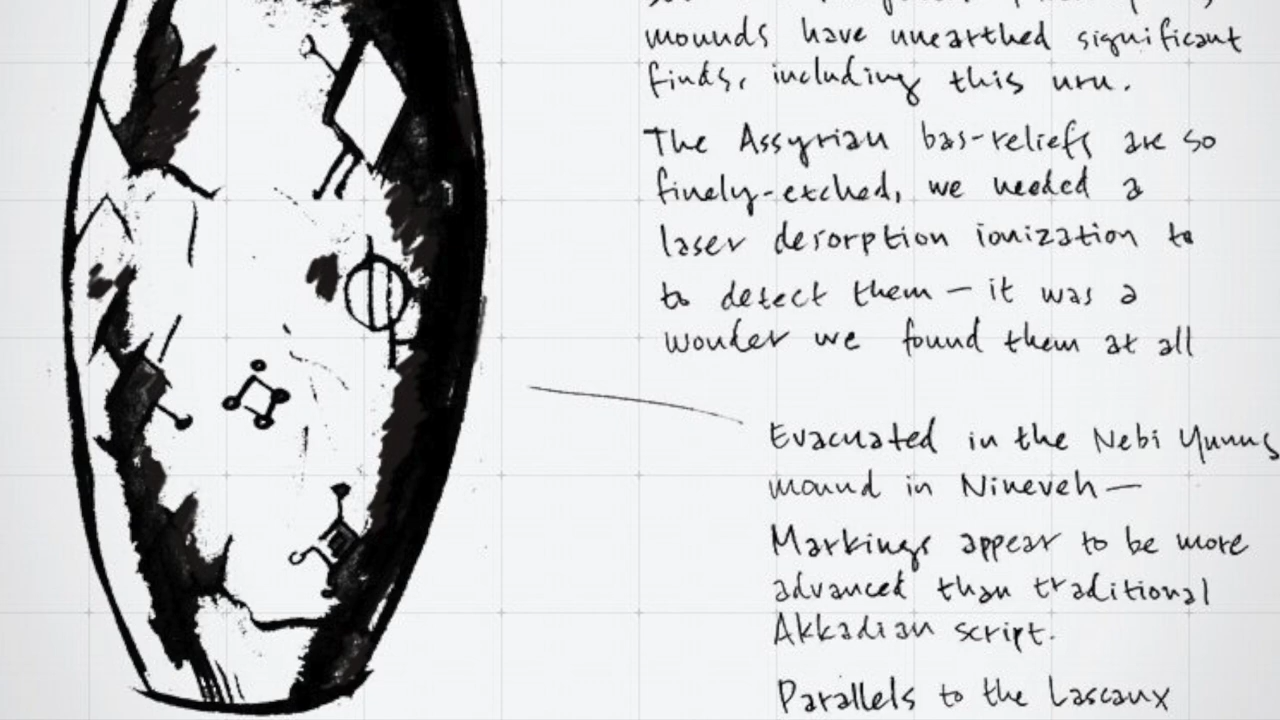 mounds have unearthed significant
finds, including this urn.
The Assyrian bas-reliefs are so
finely-exched, we needed a
laser desorption ionization to
to detect them — it was a
wonder we found them at all
Evacuated in the Nebi Yunus
mound in Nineveh —
Markings appear to be more
advanced than traditional
Akkadian script.
Parallels to the Lascaux